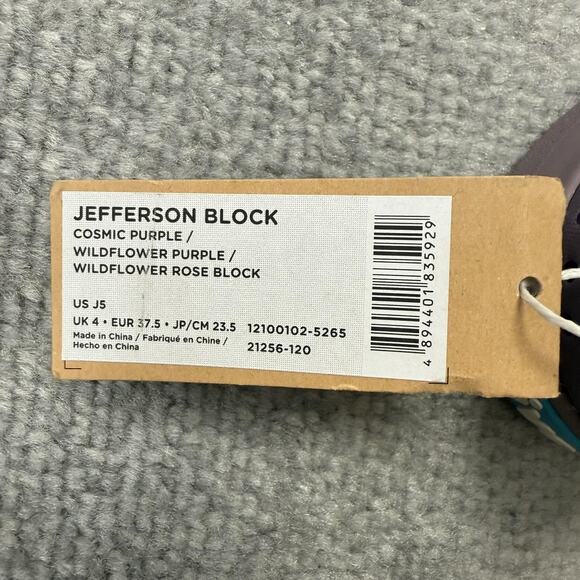 JEFFERSON BLOCK
COSMIC PURPLE /
WILDFLOWER PURPLE /
WILDFLOWER ROSE BLOCK
US J5
UK 4 • EUR 37.5 • JP/CM 23.5 12100102-5265
Made in China / Fabriqué en Chine /
Hecho en China
21256-120
4 894401 835929